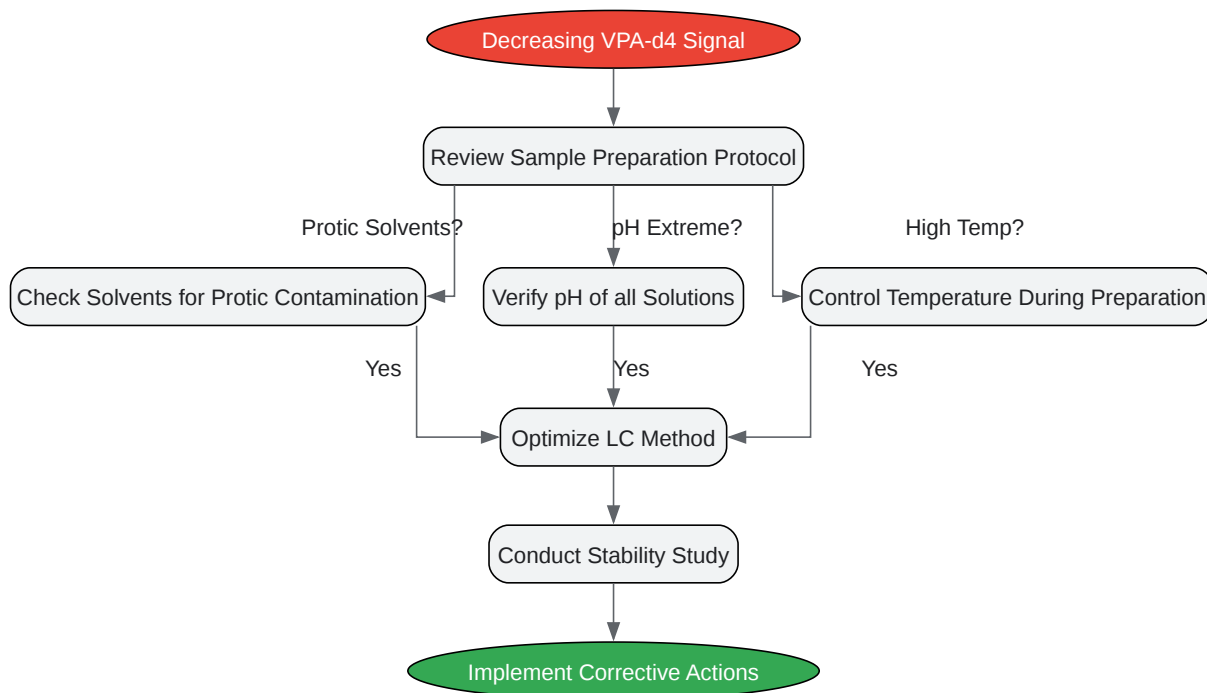 Decreasing VPA-d4 Signal
Review Sample Preparation Protocol
Protic Solvents?
pH Extreme?
High Temp?
Check Solvents for Protic Contamination
Verify pH of all Solutions
Control Temperature During Preparation
Yes
Yes
Yes
Optimize LC Method
Conduct Stability Study
Implement Corrective Actions